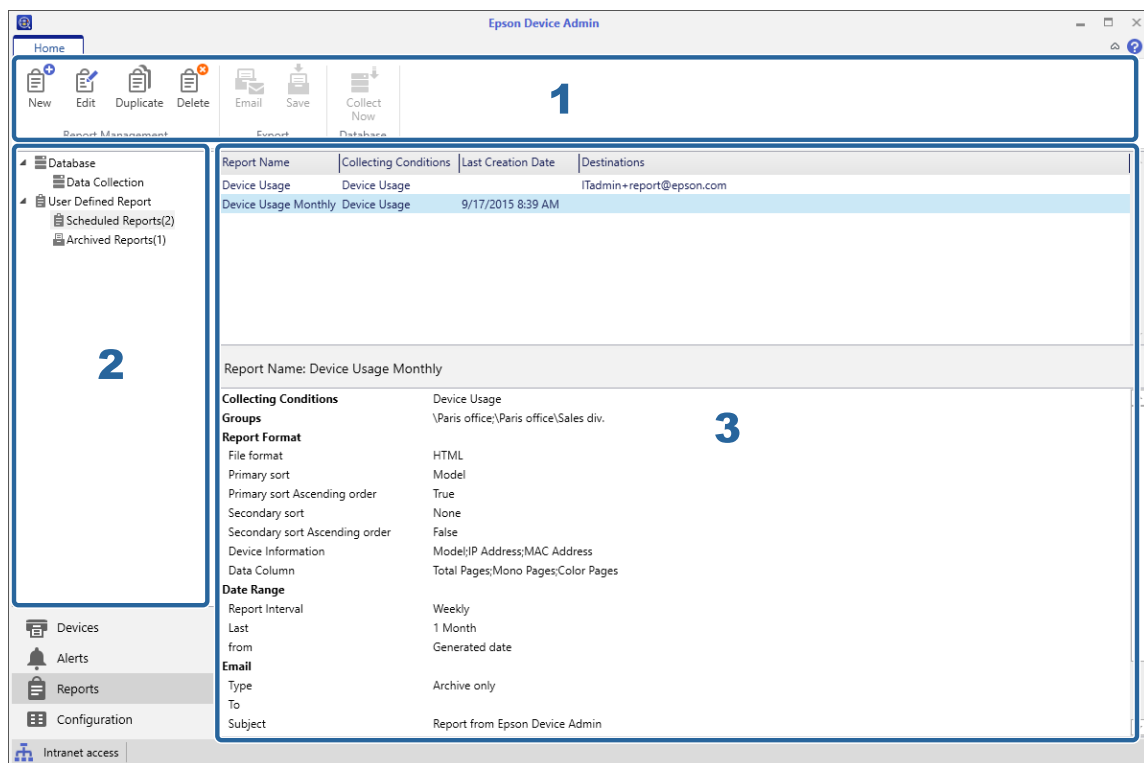 Epson Device Admin
Home
?
1
New Edit Duplicate Delete Email Save Collect Now
Report Management Export Database
Database
Data Collection
User Defined Report
Scheduled Reports(2)
Archived Reports(1)
2
Devices
Alerts
Reports
Configuration
Report Name Collecting Conditions Last Creation Date Destinations
Device Usage Device Usage ITadmin+report@epson.com
Device Usage Monthly Device Usage 9/17/2015 8:39 AM
Report Name: Device Usage Monthly
3
Collecting Conditions Device Usage
Groups \Paris office;\Paris office\Sales div.
Report Format
File format HTML
Primary sort Model
Primary sort Ascending order True
Secondary sort None
Secondary sort Ascending order False
Device Information Model;IP Address;MAC Address
Data Column Total Pages;Mono Pages;Color Pages
Date Range
Report Interval Weekly
Last 1 Month
from Generated date
Email
Type Archive only
To
Subject Report from Epson Device Admin
Intranet access